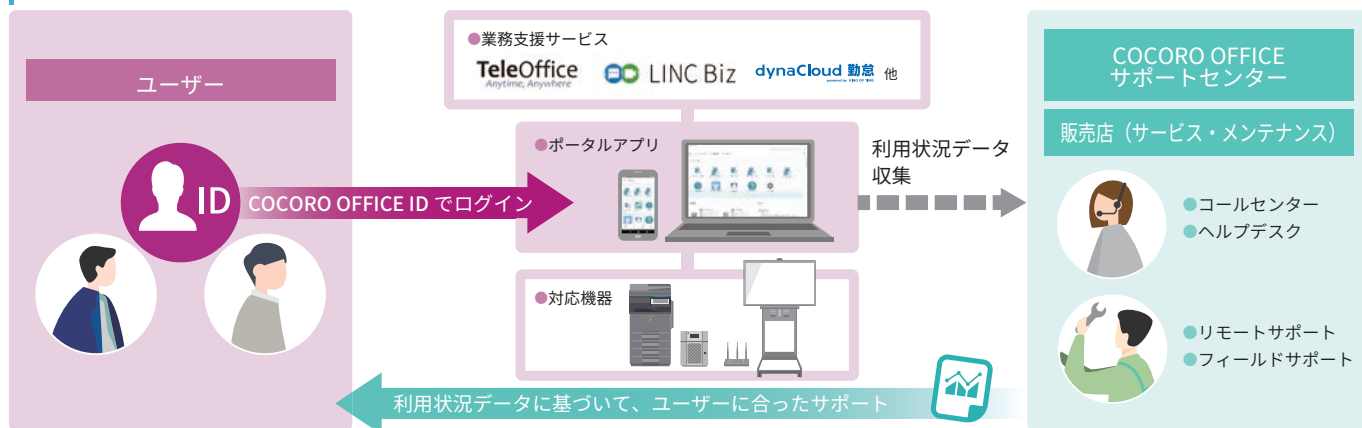 ユーザー
ID
COCORO OFFICE ID でログイン
●業務支援サービス
TeleOffice
Anytime, Anywhere
LINC Biz
dynaCloud 勤怠 他
powered by KING OF TIME
●ポータルアプリ
●対応機器
利用状況データ
収集
COCORO OFFICE
サポートセンター
販売店（サービス・メンテナンス）
●コールセンター
●ヘルプデスク
●リモートサポート
●フィールドサポート
利用状況データに基づいて、ユーザーに合ったサポート